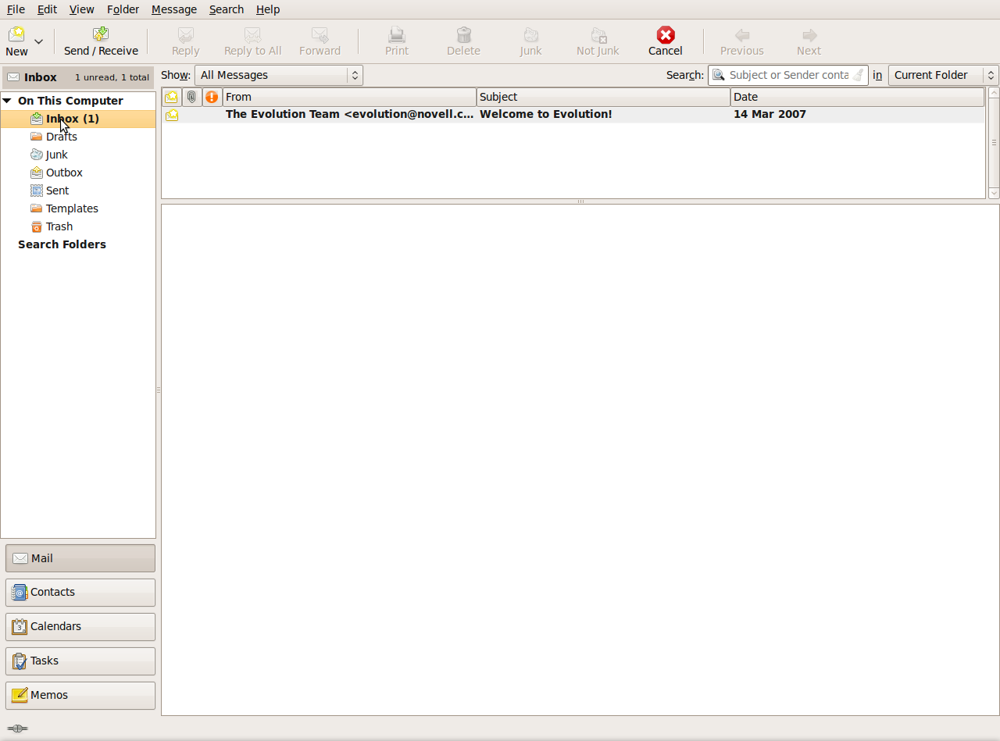 File Edit View Folder Message Search Help
New Send / Receive Reply Reply to All Forward Print Delete Junk Not Junk Cancel Previous Next
Inbox 1 unread, 1 total Show: All Messages Search: Subject or Sender conta in Current Folder
On This Computer
Inbox (1)
Drafts
Junk
Outbox
Sent
Templates
Trash
Search Folders
From Subject Date
The Evolution Team <evolution@novell.c... Welcome to Evolution! 14 Mar 2007
Mail
Contacts
3 Calendars
Tasks
Memos